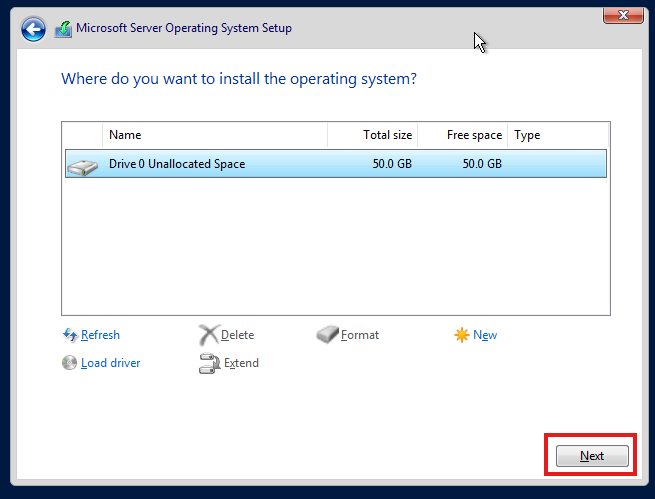 Microsoft Server Operating System Setup
Where do you want to install the operating system?
Name Total size Free space Type
Drive 0 Unallocated Space 50.0 GB 50.0 GB
Refresh Delete Format New
Load driver Extend
Next